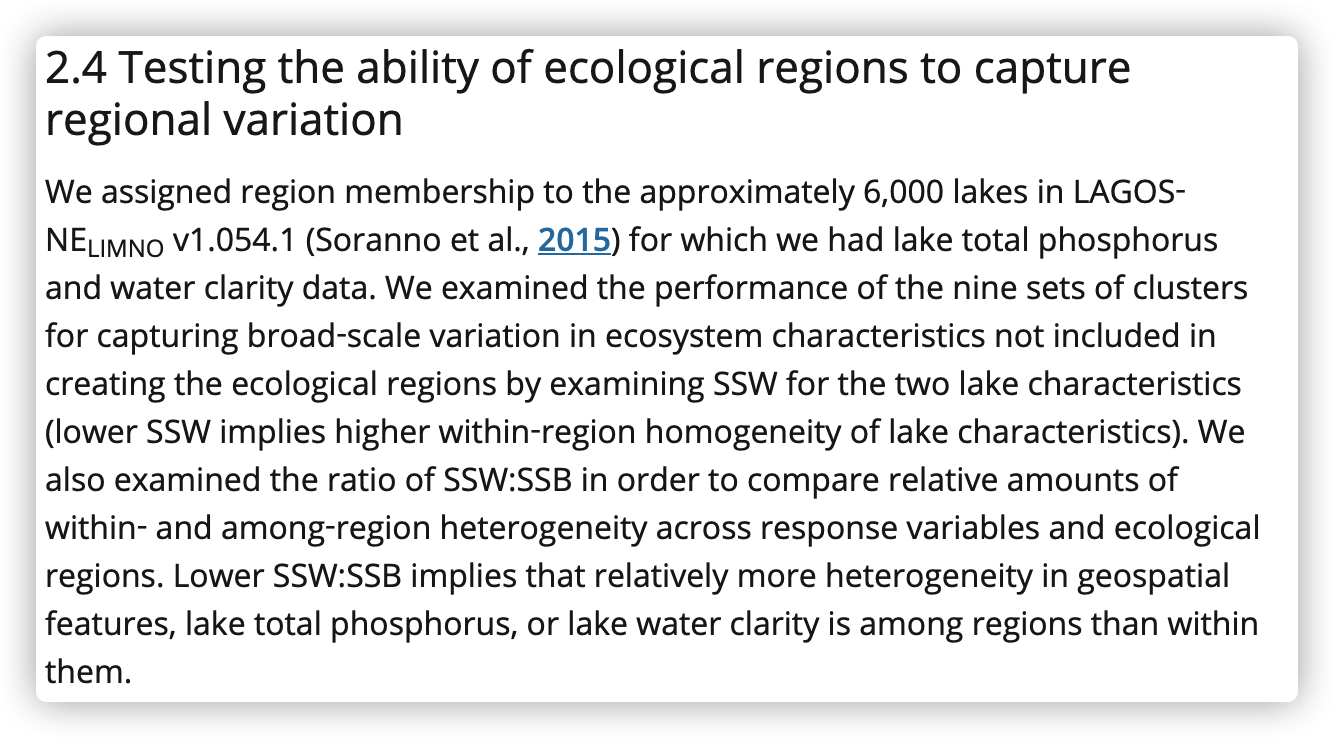 2.4 Testing the ability of ecological regions to capture
regional variation
We assigned region membership to the approximately 6,000 lakes in LAGOS-
NELIMNO v1.054.1 (Soranno et al., 2015) for which we had lake total phosphorus
and water clarity data. We examined the performance of the nine sets of clusters
for capturing broad-scale variation in ecosystem characteristics not included in
creating the ecological regions by examining SSW for the two lake characteristics
(lower SSW implies higher within-region homogeneity of lake characteristics). We
also examined the ratio of SSW:SSB in order to compare relative amounts of
within- and among-region heterogeneity across response variables and ecological
regions. Lower SSW:SSB implies that relatively more heterogeneity in geospatial
features, lake total phosphorus, or lake water clarity is among regions than within
them.